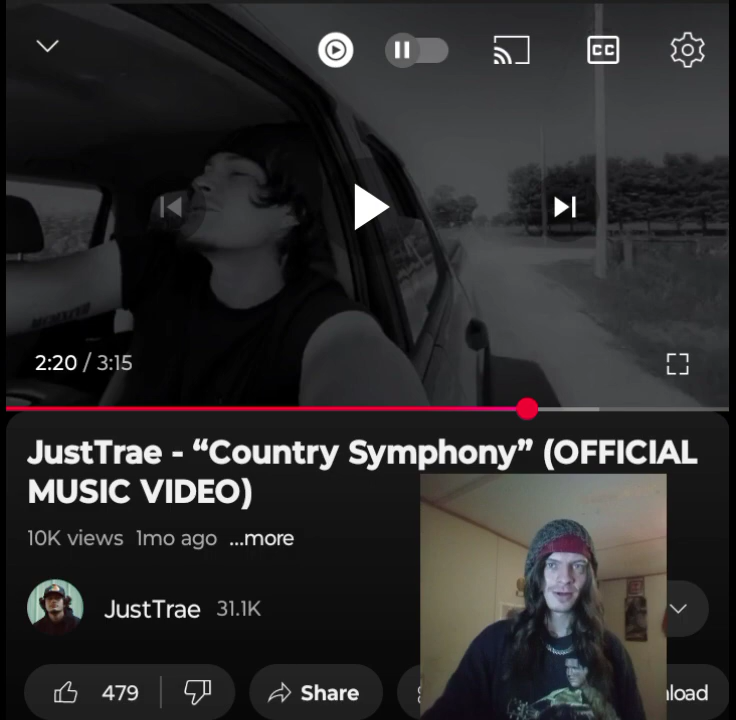 CC
2:20 / 3:15
JustTrae - “Country Symphony” (OFFICIAL
MUSIC VIDEO)
10K views 1mo ago ...more
JustTrae 31.1K
479 Share nload